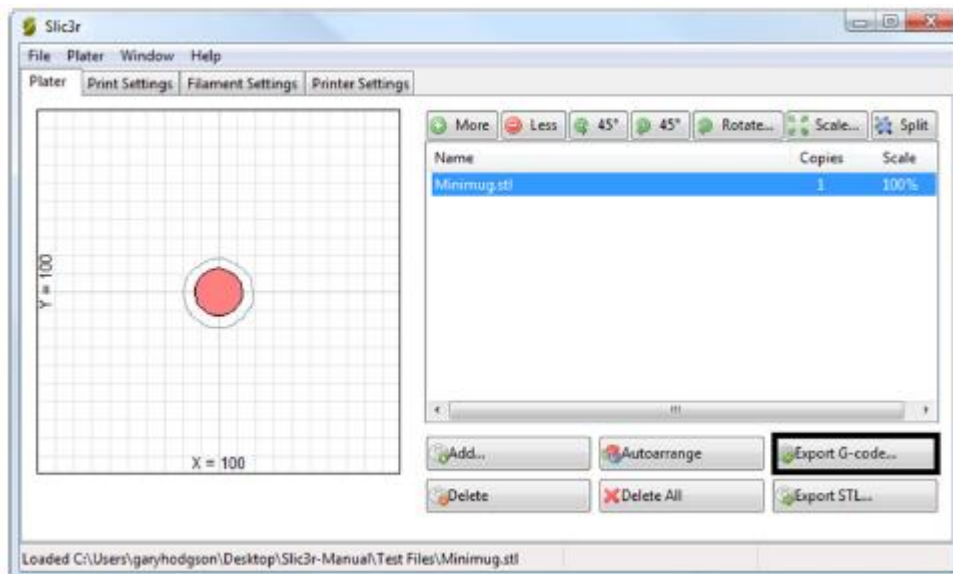 Slic3r
File Plater Window Help
Plater Print Settings Filament Settings Printer Settings
More Less 45° 45° Rotate... Scale... Split
Name Copies Scale
Minimug.stl 1 100%
Y = 100
X = 100
Add... Autoarrange Export G-code...
Delete Delete All Export STL...
Loaded C:\Users\garyhodgson\Desktop\Slic3r-Manual\Test Files\Minimug.stl